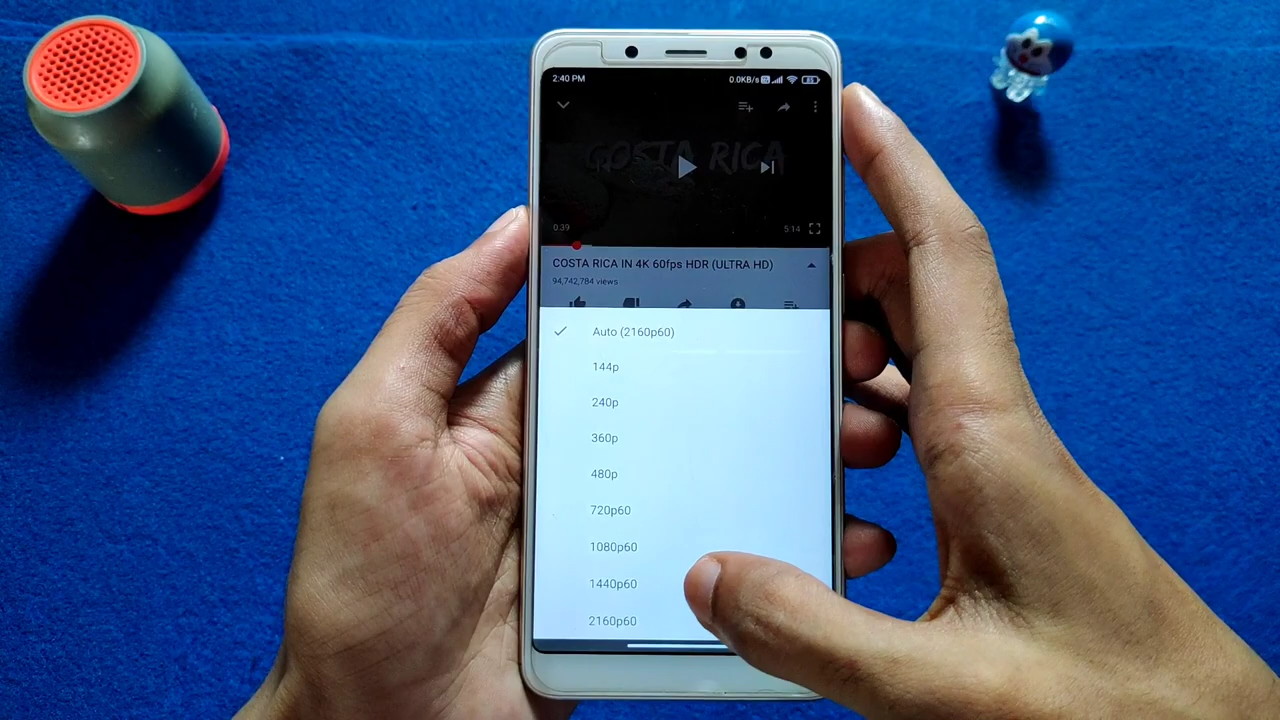 2:40 PM 0.0KB/s 85
COSTA RICA
0:39 5:14
COSTA RICA IN 4K 60fps HDR (ULTRA HD)
94,742,784 views
Auto (2160p60)
144p
240p
360p
480p
720p60
1080p60
1440p60
2160p60